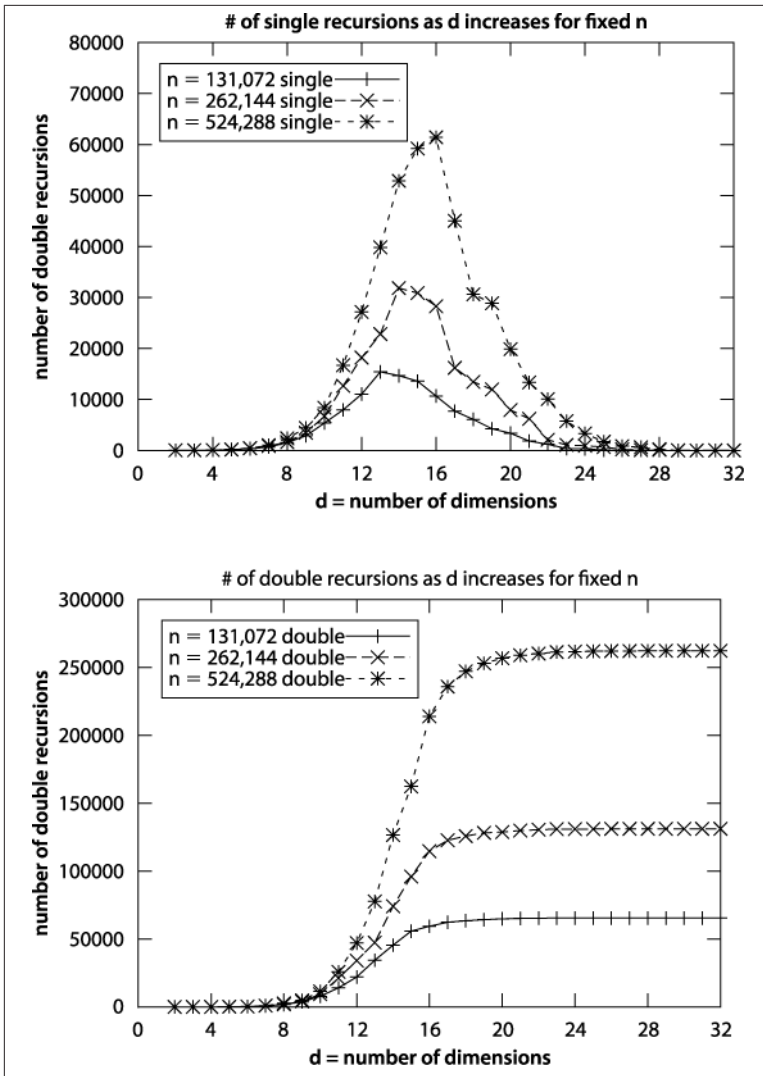 # of single recursions as d increases for fixed n
80000
70000
60000
50000
40000
30000
20000
10000
0
number of double recursions
n = 131,072 single
n = 262,144 single
n = 524,288 single
0 4 8 12 16 20 24 28 32
d = number of dimensions
# of double recursions as d increases for fixed n
300000
250000
200000
150000
100000
50000
0
number of double recursions
n = 131,072 double
n = 262,144 double
n = 524,288 double
0 4 8 12 16 20 24 28 32
d = number of dimensions